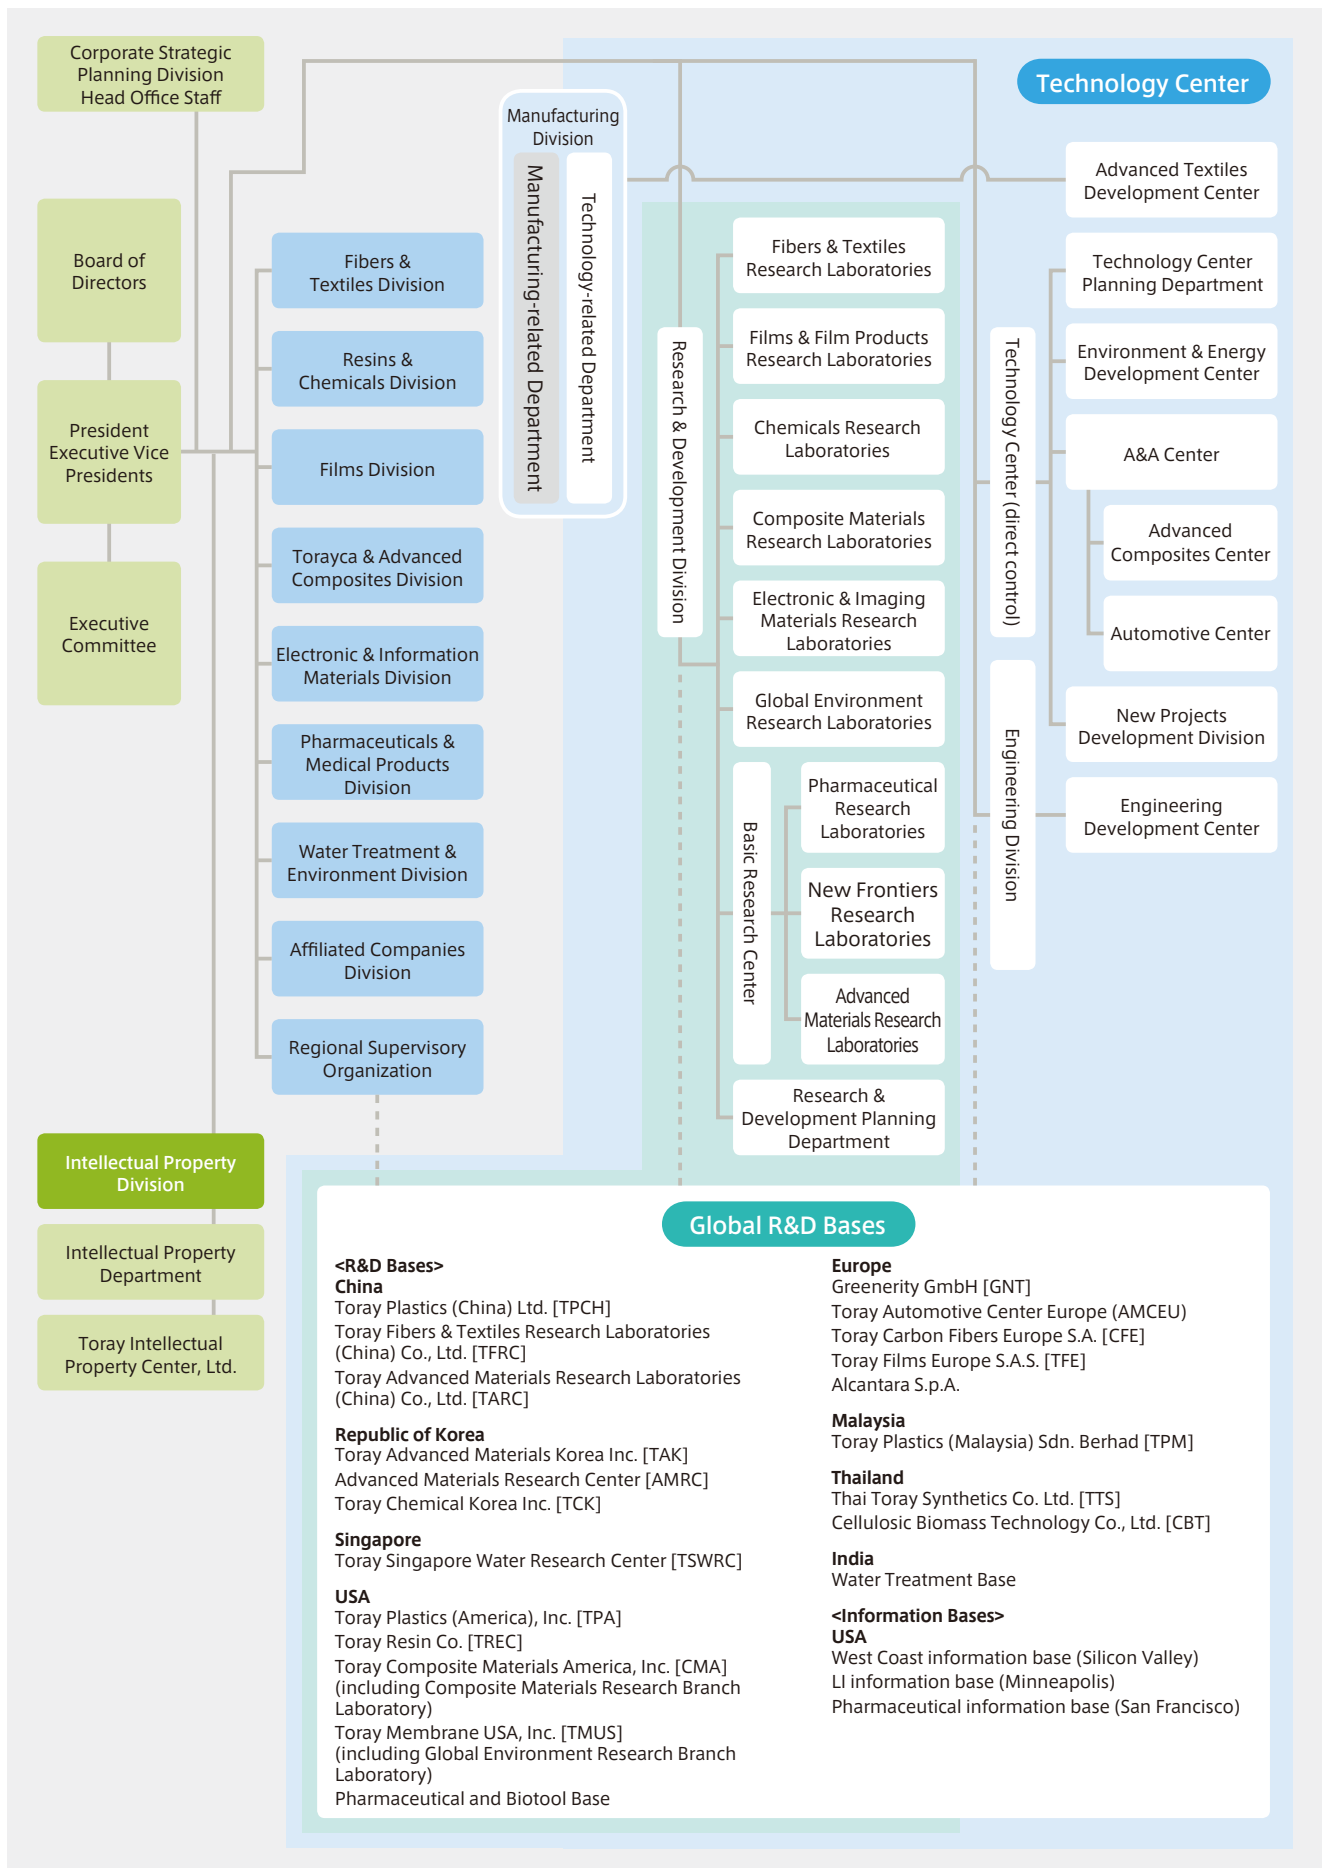 Corporate Strategic
Planning Division
Head Office Staff
Board of
Directors
President
Executive Vice
Presidents
Executive
Committee
Intellectual Property
Division
Intellectual Property
Department
Toray Intellectual
Property Center, Ltd.
Fibers &
Textiles Division
Resins &
Chemicals Division
Films Division
Torayca & Advanced
Composites Division
Electronic & Information
Materials Division
Pharmaceuticals &
Medical Products
Division
Water Treatment &
Environment Division
Affiliated Companies
Division
Regional Supervisory
Organization
Manufacturing
Division
Manufacturing-related Department
Technology-related Department
Technology Center
Research & Development Division
Fibers & Textiles
Research Laboratories
Films & Film Products
Research Laboratories
Chemicals Research
Laboratories
Composite Materials
Research Laboratories
Electronic & Imaging
Materials Research
Laboratories
Global Environment
Research Laboratories
Basic Research Center
Pharmaceutical
Research
Laboratories
New Frontiers
Research
Laboratories
Advanced
Materials Research
Laboratories
Research &
Development Planning
Department
Technology Center (direct control)
Engineering Division
Advanced Textiles
Development Center
Technology Center
Planning Department
Environment & Energy
Development Center
A&A Center
Advanced
Composites Center
Automotive Center
New Projects
Development Division
Engineering
Development Center
Global R&D Bases
<R&D Bases>
China
Toray Plastics (China) Ltd. [TPCH]
Toray Fibers & Textiles Research Laboratories
(China) Co., Ltd. [TFRC]
Toray Advanced Materials Research Laboratories
(China) Co., Ltd. [TARC]
Republic of Korea
Toray Advanced Materials Korea Inc. [TAK]
Advanced Materials Research Center [AMRC]
Toray Chemical Korea Inc. [TCK]
Singapore
Toray Singapore Water Research Center [TSWRC]
USA
Toray Plastics (America), Inc. [TPA]
Toray Resin Co. [TREC]
Toray Composite Materials America, Inc. [CMA]
(including Composite Materials Research Branch
Laboratory)
Toray Membrane USA, Inc. [TMUS]
(including Global Environment Research Branch
Laboratory)
Pharmaceutical and Biotool Base
Europe
Greenerity GmbH [GNT]
Toray Automotive Center Europe (AMCEU)
Toray Carbon Fibers Europe S.A. [CFE]
Toray Films Europe S.A.S. [TFE]
Alcantara S.p.A.
Malaysia
Toray Plastics (Malaysia) Sdn. Berhad [TPM]
Thailand
Thai Toray Synthetics Co. Ltd. [TTS]
Cellulosic Biomass Technology Co., Ltd. [CBT]
India
Water Treatment Base
<Information Bases>
USA
West Coast information base (Silicon Valley)
LI information base (Minneapolis)
Pharmaceutical information base (San Francisco)